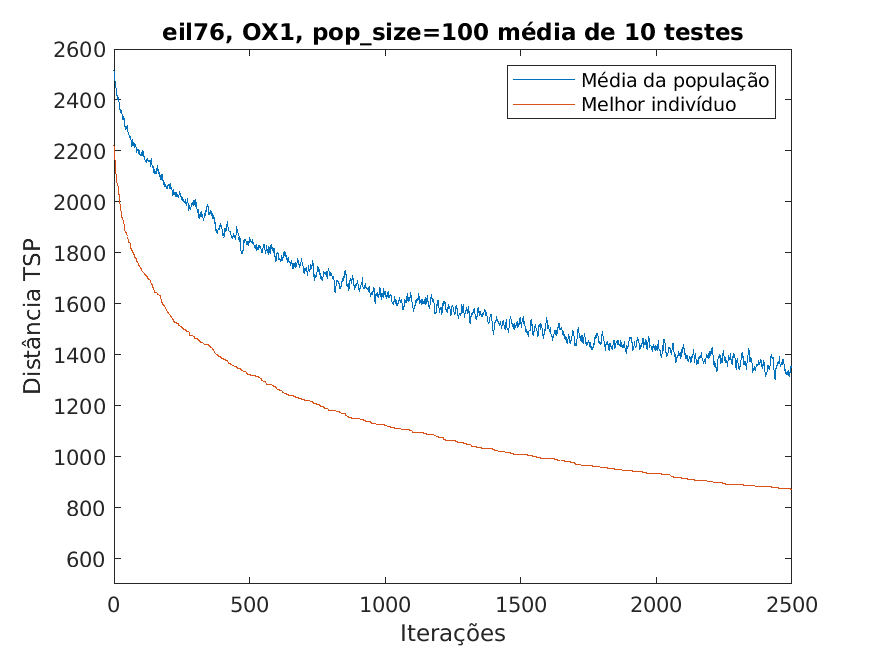 eil76, OX1, pop_size=100 média de 10 testes
Média da população
Melhor indivíduo
Distância TSP
2600
2400
2200
2000
1800
1600
1400
1200
1000
800
600
0 500 1000 1500 2000 2500
Iterações